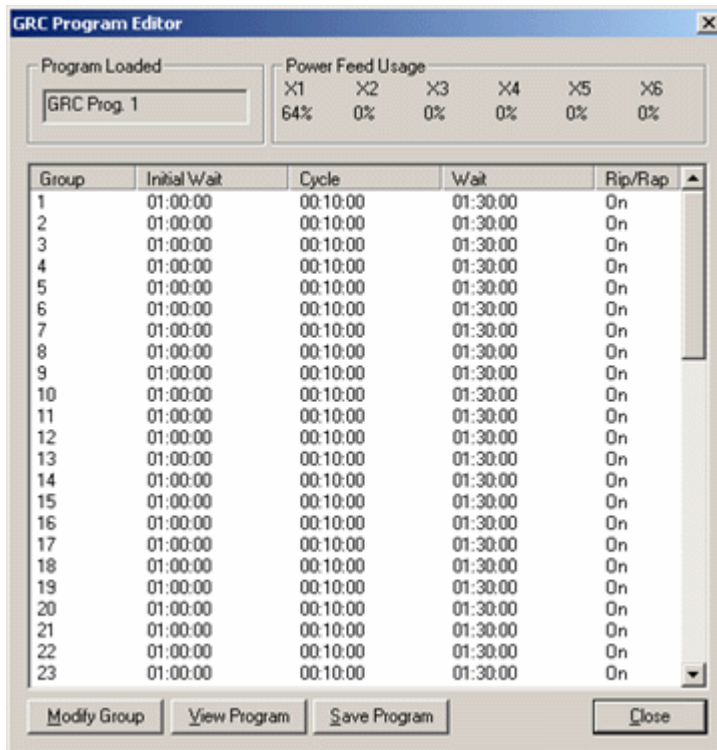 GRC Program Editor
Program Loaded
GRC Prog. 1
Power Feed Usage
X1 X2 X3 X4 X5 X6
64% 0% 0% 0% 0% 0%
Group Initial Wait Cycle Wait Rip/Rap
1 01:00:00 00:10:00 01:30:00 On
2 01:00:00 00:10:00 01:30:00 On
3 01:00:00 00:10:00 01:30:00 On
4 01:00:00 00:10:00 01:30:00 On
5 01:00:00 00:10:00 01:30:00 On
6 01:00:00 00:10:00 01:30:00 On
7 01:00:00 00:10:00 01:30:00 On
8 01:00:00 00:10:00 01:30:00 On
9 01:00:00 00:10:00 01:30:00 On
10 01:00:00 00:10:00 01:30:00 On
11 01:00:00 00:10:00 01:30:00 On
12 01:00:00 00:10:00 01:30:00 On
13 01:00:00 00:10:00 01:30:00 On
14 01:00:00 00:10:00 01:30:00 On
15 01:00:00 00:10:00 01:30:00 On
16 01:00:00 00:10:00 01:30:00 On
17 01:00:00 00:10:00 01:30:00 On
18 01:00:00 00:10:00 01:30:00 On
19 01:00:00 00:10:00 01:30:00 On
20 01:00:00 00:10:00 01:30:00 On
21 01:00:00 00:10:00 01:30:00 On
22 01:00:00 00:10:00 01:30:00 On
23 01:00:00 00:10:00 01:30:00 On
Modify Group View Program Save Program Close